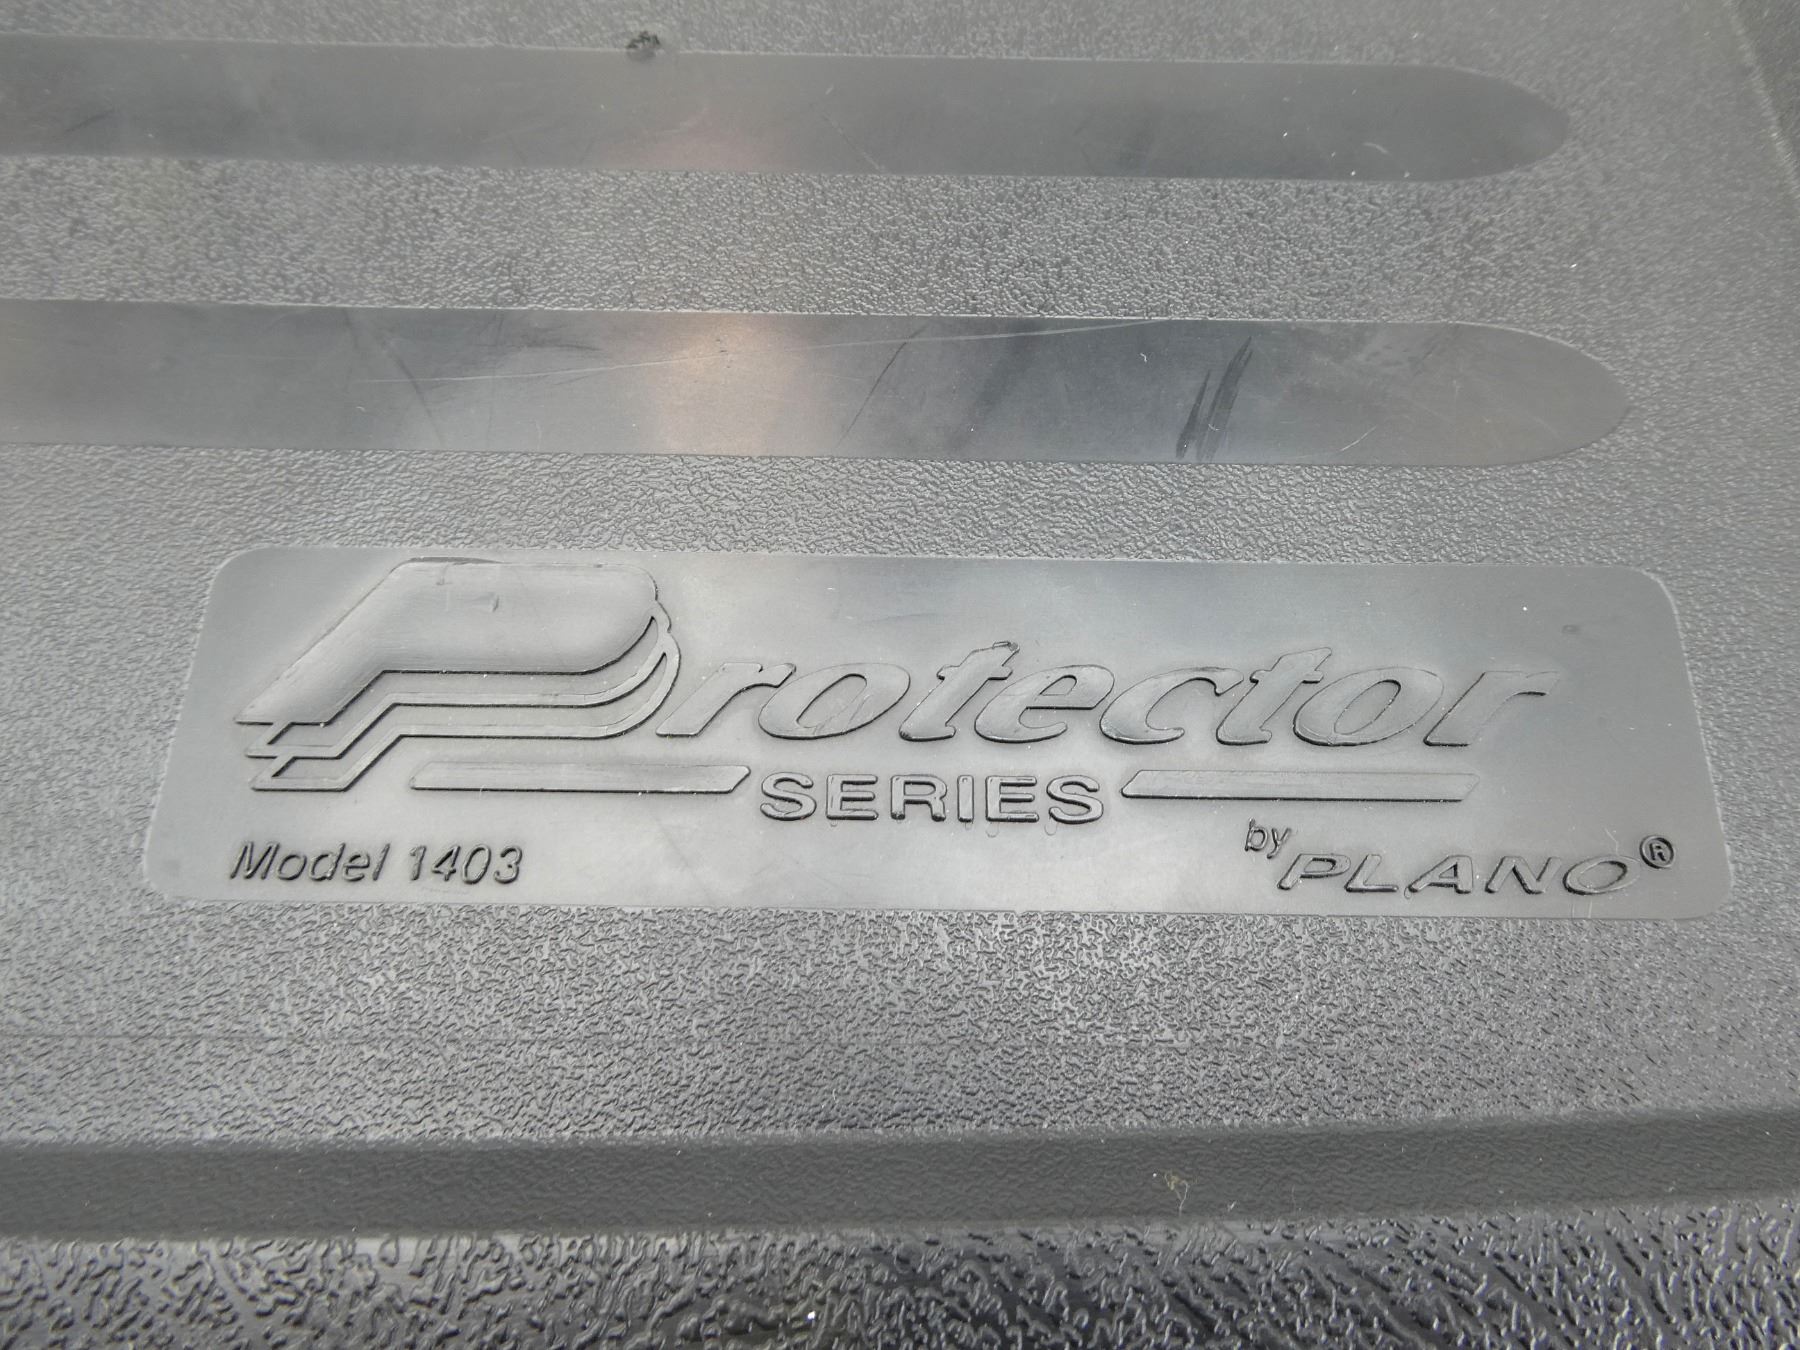 Protector
SERIES
Model 1403
by PLANO®